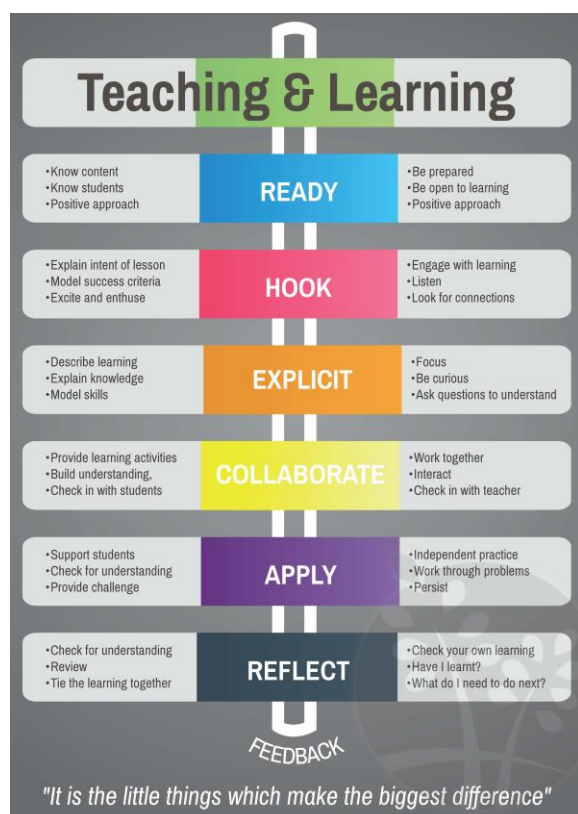 Teaching & Learning
•Know content
•Know students
•Positive approach
READY
•Be prepared
•Be open to learning
•Positive approach
•Explain intent of lesson
•Model success criteria
•Excite and enthuse
HOOK
•Engage with learning
•Listen
•Look for connections
•Describe learning
•Explain knowledge
•Model skills
EXPLICIT
•Focus
•Be curious
•Ask questions to understand
•Provide learning activities
•Build understanding,
•Check in with students
COLLABORATE
•Work together
•Interact
•Check in with teacher
•Support students
•Check for understanding
•Provide challenge
APPLY
•Independent practice
•Work through problems
•Persist
•Check for understanding
•Review
•Tie the learning together
REFLECT
•Check your own learning
•Have I learnt?
•What do I need to do next?
FEEDBACK
"It is the little things which make the biggest difference"